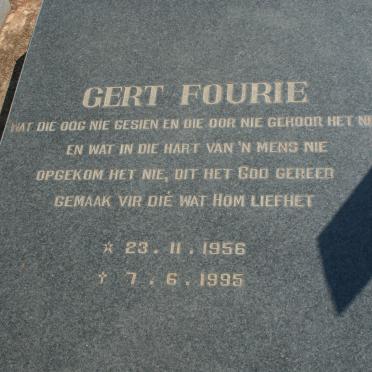 GERT FOURIE
WAT DIE OOG NIE GESIEN EN DIE OOR NIE GEHOOR HET NIE
EN WAT IN DIE HART VAN 'N MENS NIE
OPGEKOM HET NIE, DIT HET GOD GEREED
GEMAAK VIR DIÉ WAT HOM LIEFHET
☆ 23.11.1956
† 7.6.1995